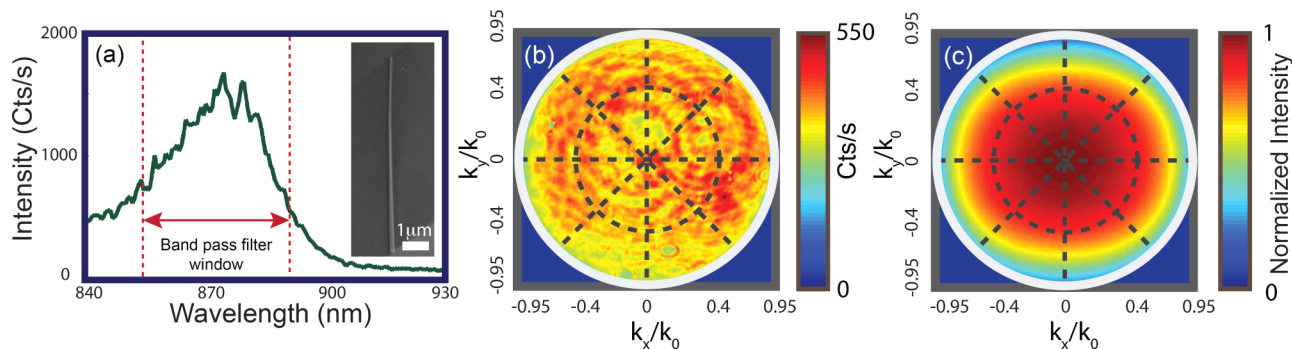 (a)
Intensity (Cts/s)
2000
1000
0
Band pass filter
window
1μm
840
870
900
930
Wavelength (nm)
(b)
k_y/k_0
0.95
0.4
0
-0.4
-0.95
-0.95
-0.4
0
0.4
0.95
k_x/k_0
550
Cts/s
0
(c)
k_y/k_0
0.95
0.4
0
-0.4
-0.95
-0.95
-0.4
0
0.4
0.95
k_x/k_0
1
Normalized Intensity
0